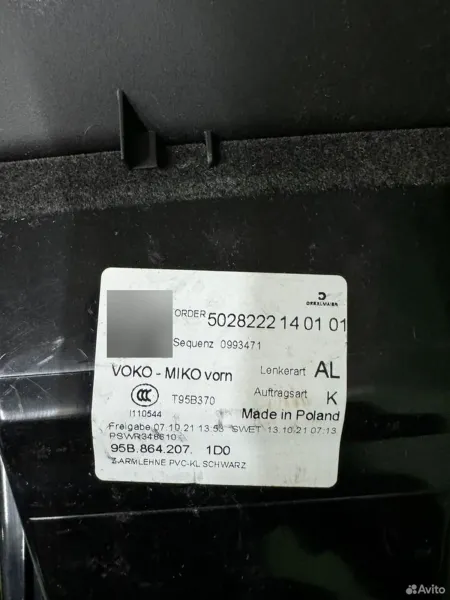 DRÄXLMAIER
ORDER 502822214 01 01
Sequenz 0993471
VOKO - MIKO vorn Lenkerart AL
CCC T95B370 Auftragsart K
I110544 Made in Poland
Freigabe 07.10.21 13:53 SWET 13.10.21 07:13
PSWR348610
95B.864.207. 1D0
Z-ARMLEHNE PVC-KL SCHWARZ
Avito